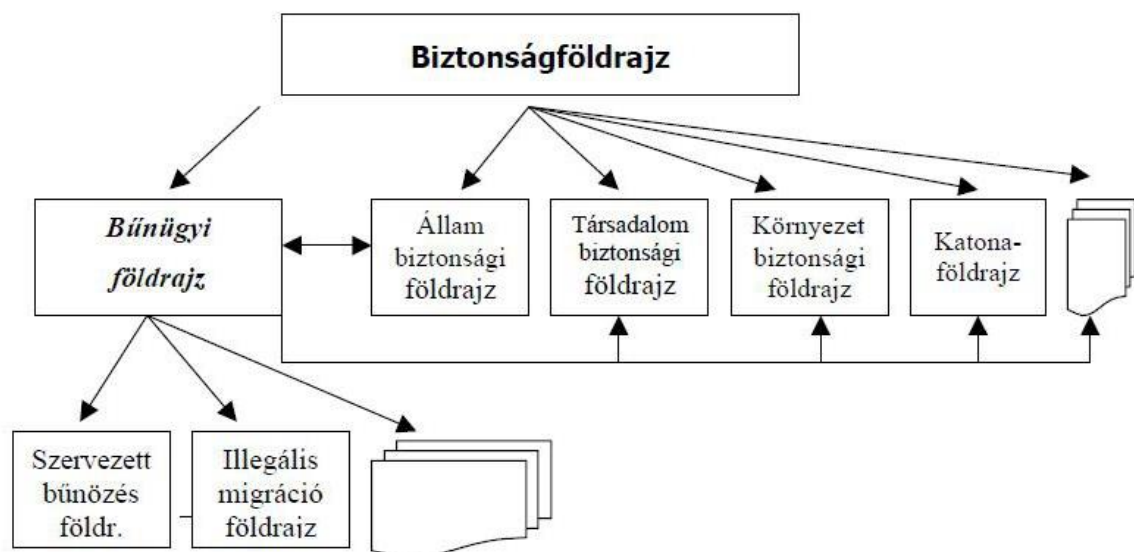 Biztonságföldrajz
Bűnügyi
földrajz
Állam
biztonsági
földrajz
Társadalom
biztonsági
földrajz
Környezet
biztonsági
földrajz
Katona-
földrajz
Szervezett
bűnözés
földr.
Illegális
migráció
földrajz